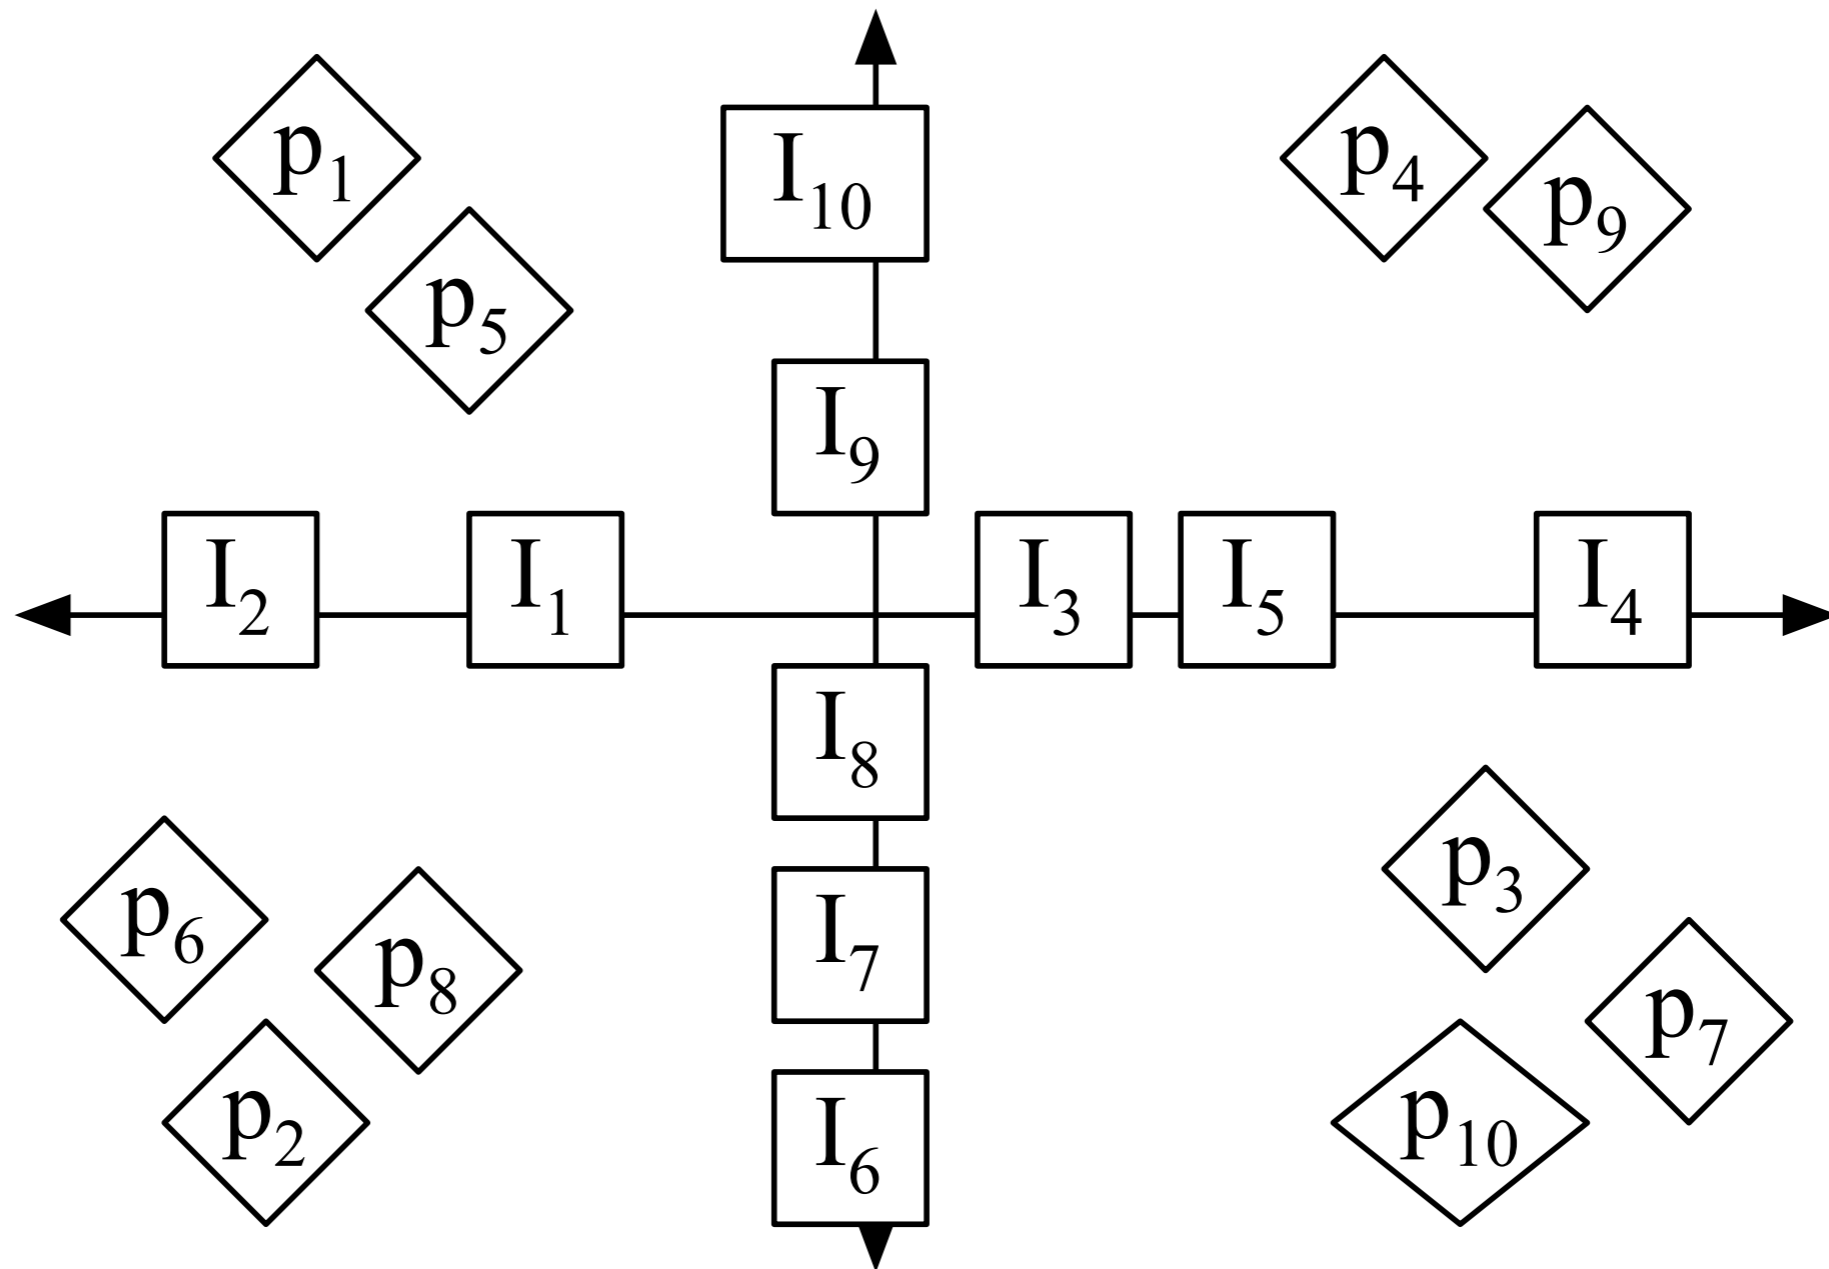 p₁
I₁₀
p₄
p₉
p₅
I₉
I₂
I₁
I₃
I₅
I₄
I₈
p₃
p₆
p₈
I₇
p₇
p₂
I₆
p₁₀